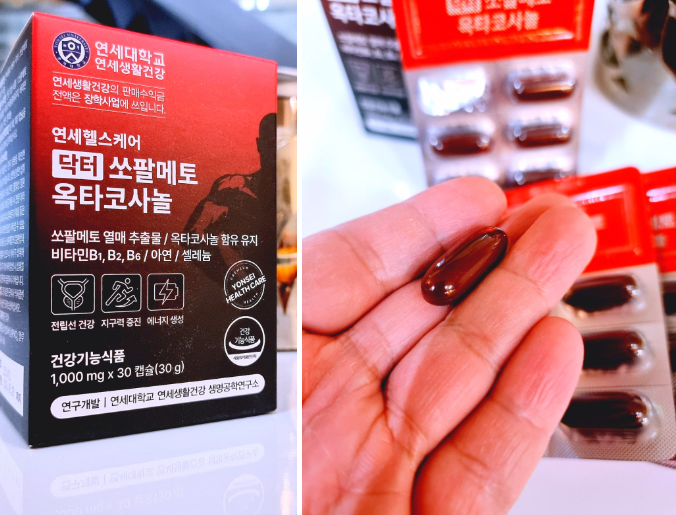 연세대학교
연세생활건강
연세생활건강의 판매수익금
전액은 장학사업에 쓰입니다.
연세헬스케어
닥터 쏘팔메토
옥타코사놀
쏘팔메토 열매 추출물 / 옥타코사놀 함유 유지
비타민B1, B2, B6 / 아연 / 셀레늄
YONSEI
HEALTH CARE
전립선 건강
지구력 증진
에너지 생성
건강
기능식품
건강기능식품
1,000 mg x 30 캡슐(30 g)
연구개발 | 연세대학교 연세생활건강 생명공학연구소
닥터 쏘팔메토
옥타코사놀